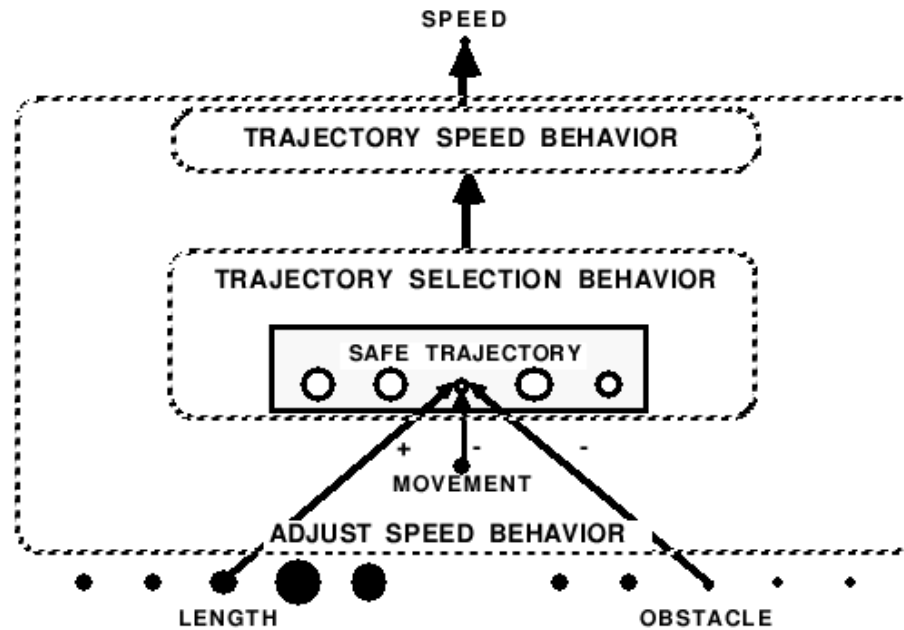 SPEED
TRAJECTORY SPEED BEHAVIOR
TRAJECTORY SELECTION BEHAVIOR
SAFE TRAJECTORY
+ - -
MOVEMENT
ADJUST SPEED BEHAVIOR
LENGTH OBSTACLE